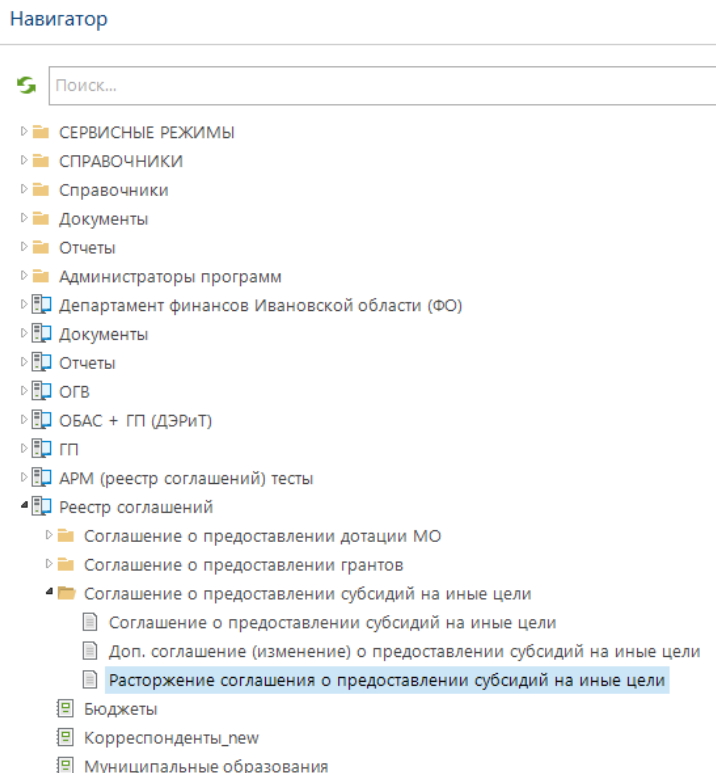 Навигатор
Поиск...
СЕРВИСНЫЕ РЕЖИМЫ
СПРАВОЧНИКИ
Справочники
Документы
Отчеты
Администраторы программ
Департамент финансов Ивановской области (ФО)
Документы
Отчеты
ОГВ
ОБАС + ГП (ДЭРиТ)
ГП
АРМ (реестр соглашений) тесты
Реестр соглашений
Соглашение о предоставлении дотации МО
Соглашение о предоставлении грантов
Соглашение о предоставлении субсидий на иные цели
Соглашение о предоставлении субсидий на иные цели
Доп. соглашение (изменение) о предоставлении субсидий на иные цели
Расторжение соглашения о предоставлении субсидий на иные цели
Бюджеты
Корреспонденты_new
Муниципальные образования